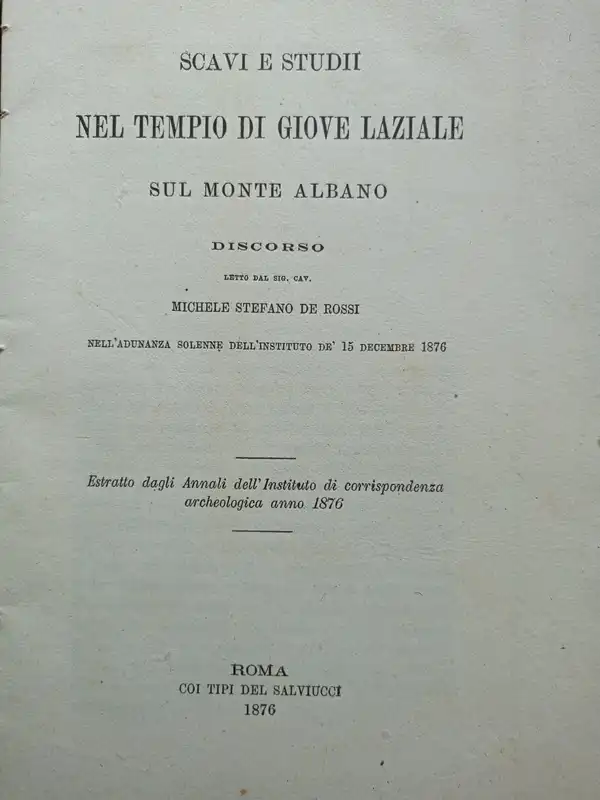 SCAVI E STUDII
NEL TEMPIO DI GIOVE LAZIALE
SUL MONTE ALBANO
DISCORSO
LETTO DAL SIG. CAV.
MICHELE STEFANO DE ROSSI
NELL'ADUNANZA SOLENNE DELL'INSTITUTO DE' 15 DECEMBRE 1876
Estratto dagli Annali dell'Instituto di corrispondenza
archeologica anno 1876
ROMA
COI TIPI DEL SALVIUCCI
1876